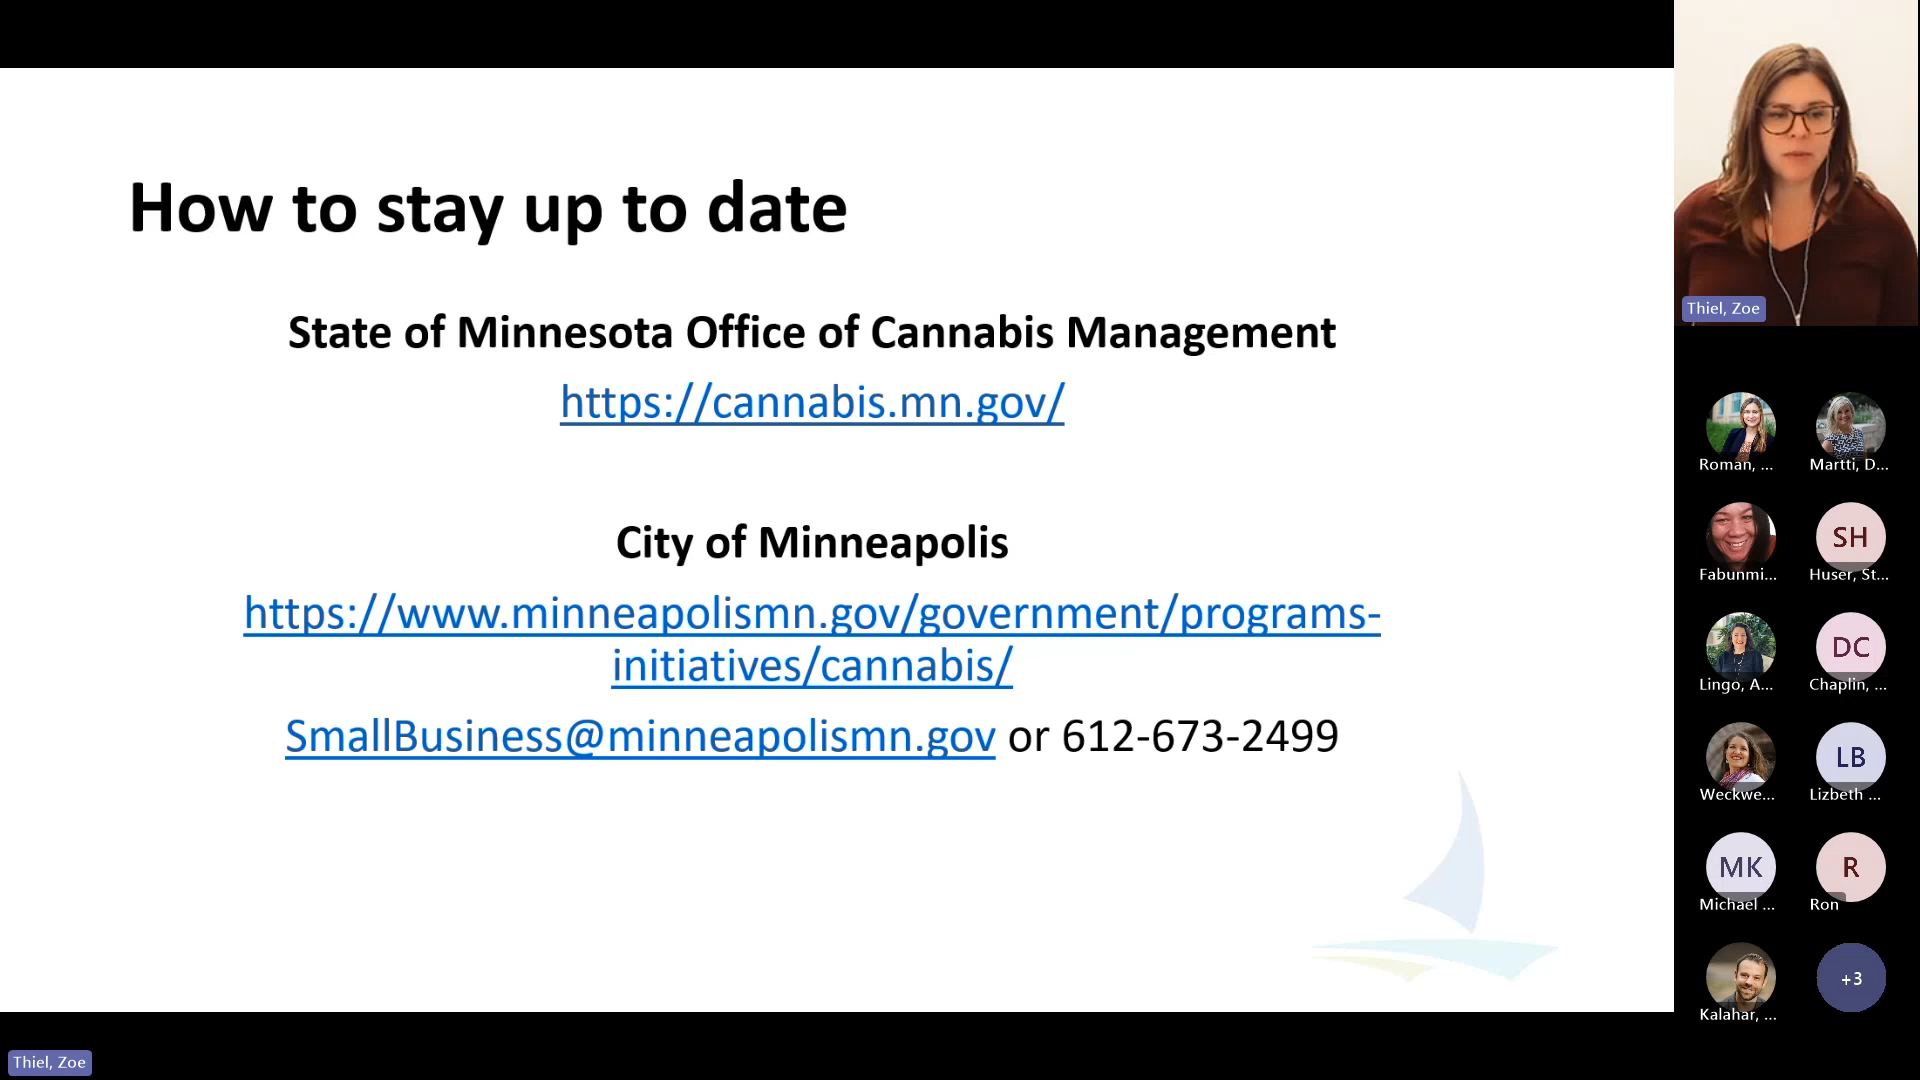 How to stay up to date
State of Minnesota Office of Cannabis Management
https://cannabis.mn.gov/
City of Minneapolis
https://www.minneapolismn.gov/government/programs-
initiatives/cannabis/
SmallBusiness@minneapolismn.gov or 612-673-2499
Thiel, Zoe
Roman, ...
Martti, D...
Fabunmi...
SH
Huser, St...
Lingo, A...
DC
Chaplin, ...
Weckwe...
LB
Lizbeth ...
MK
Michael ...
R
Ron
Kalahar, ...
+3
Thiel, Zoe